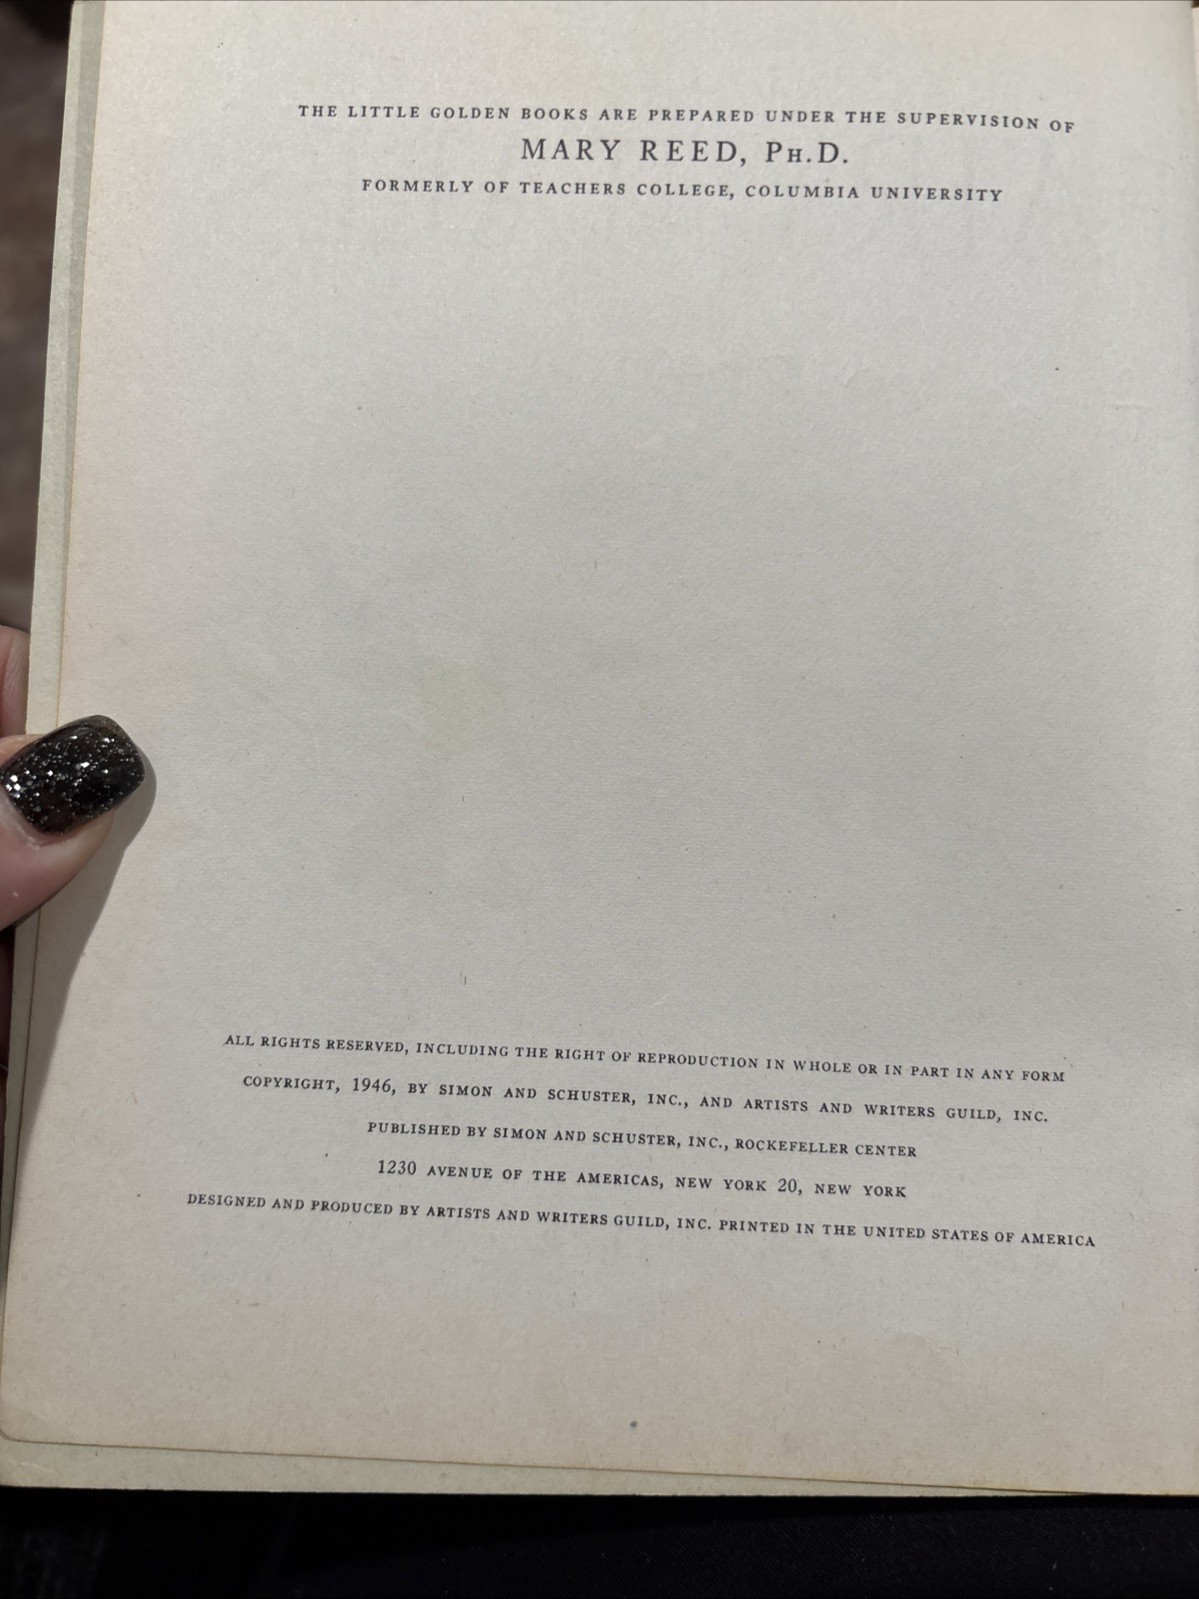 THE LITTLE GOLDEN BOOKS ARE PREPARED UNDER THE SUPERVISION OF
MARY REED, PH.D.
FORMERLY OF TEACHERS COLLEGE, COLUMBIA UNIVERSITY
ALL RIGHTS RESERVED, INCLUDING THE RIGHT OF REPRODUCTION IN WHOLE OR IN PART IN ANY FORM
COPYRIGHT, 1946, BY SIMON AND SCHUSTER, INC., AND ARTISTS AND WRITERS GUILD, INC.
PUBLISHED BY SIMON AND SCHUSTER, INC., ROCKEFELLER CENTER
1230 AVENUE OF THE AMERICAS, NEW YORK 20, NEW YORK
DESIGNED AND PRODUCED BY ARTISTS AND WRITERS GUILD, INC. PRINTED IN THE UNITED STATES OF AMERICA